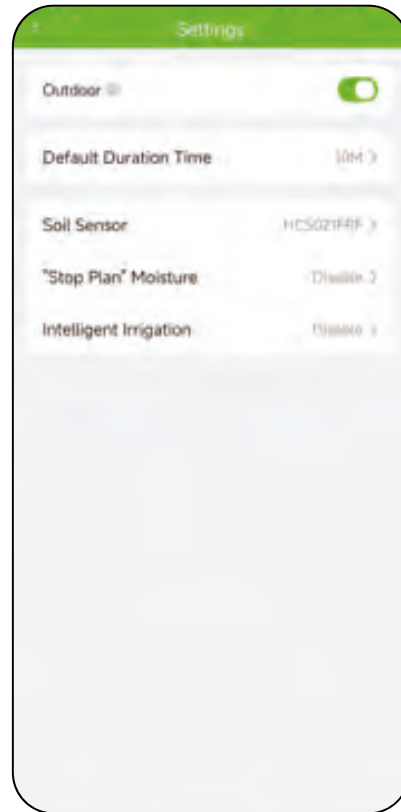 Settings
Outdoor
Default Duration Time 10M >
Soil Sensor HCS021FRF >
"Stop Plan" Moisture Disable >
Intelligent Irrigation Disable >